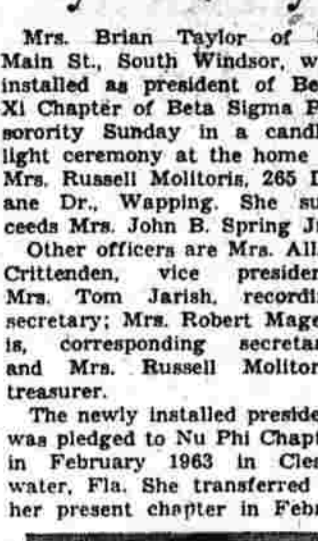 Mrs. Brian Taylor of
Main St., South Windsor, w
installed as president of Be
Xi Chapter of Beta Sigma P
sorority Sunday in a candl
light ceremony at the home
Mrs. Russell Molitoris, 265 D
ane Dr., Wapping. She su
ceeds Mrs. John B. Spring J
Other officers are Mrs. All
Crittenden, vice presiden
Mrs. Tom Jarish, recordi
secretary; Mrs. Robert Mage
is, corresponding secretar
and Mrs. Russell Molitor
treasurer.
The newly installed preside
was pledged to Nu Phi Chapt
in February 1963 in Clea
water, Fla. She transferred
her present chapter in Febr